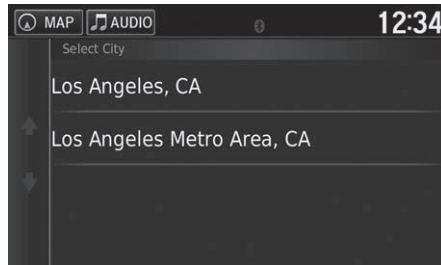 MAP AUDIO 12:34
Select City
Los Angeles, CA
Los Angeles Metro Area, CA